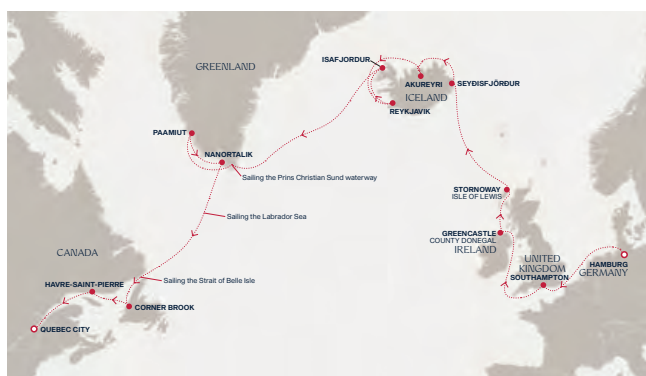 GREENLAND
ISAFJORDUR
AKUREYRI
SEYÐISFJÖRÐUR
ICELAND
REYKJAVIK
PAAMIUT
NANORTALIK
Sailing the Prins Christian Sund waterway
STORNOWAY
ISLE OF LEWIS
Sailing the Labrador Sea
GREENCASTLE
COUNTY DONEGAL
IRELAND
CANADA
UNITED
KINGDOM
HAMBURG
GERMANY
SOUTHAMPTON
Sailing the Strait of Belle Isle
HAVRE-SAINT-PIERRE
CORNER BROOK
QUEBEC CITY